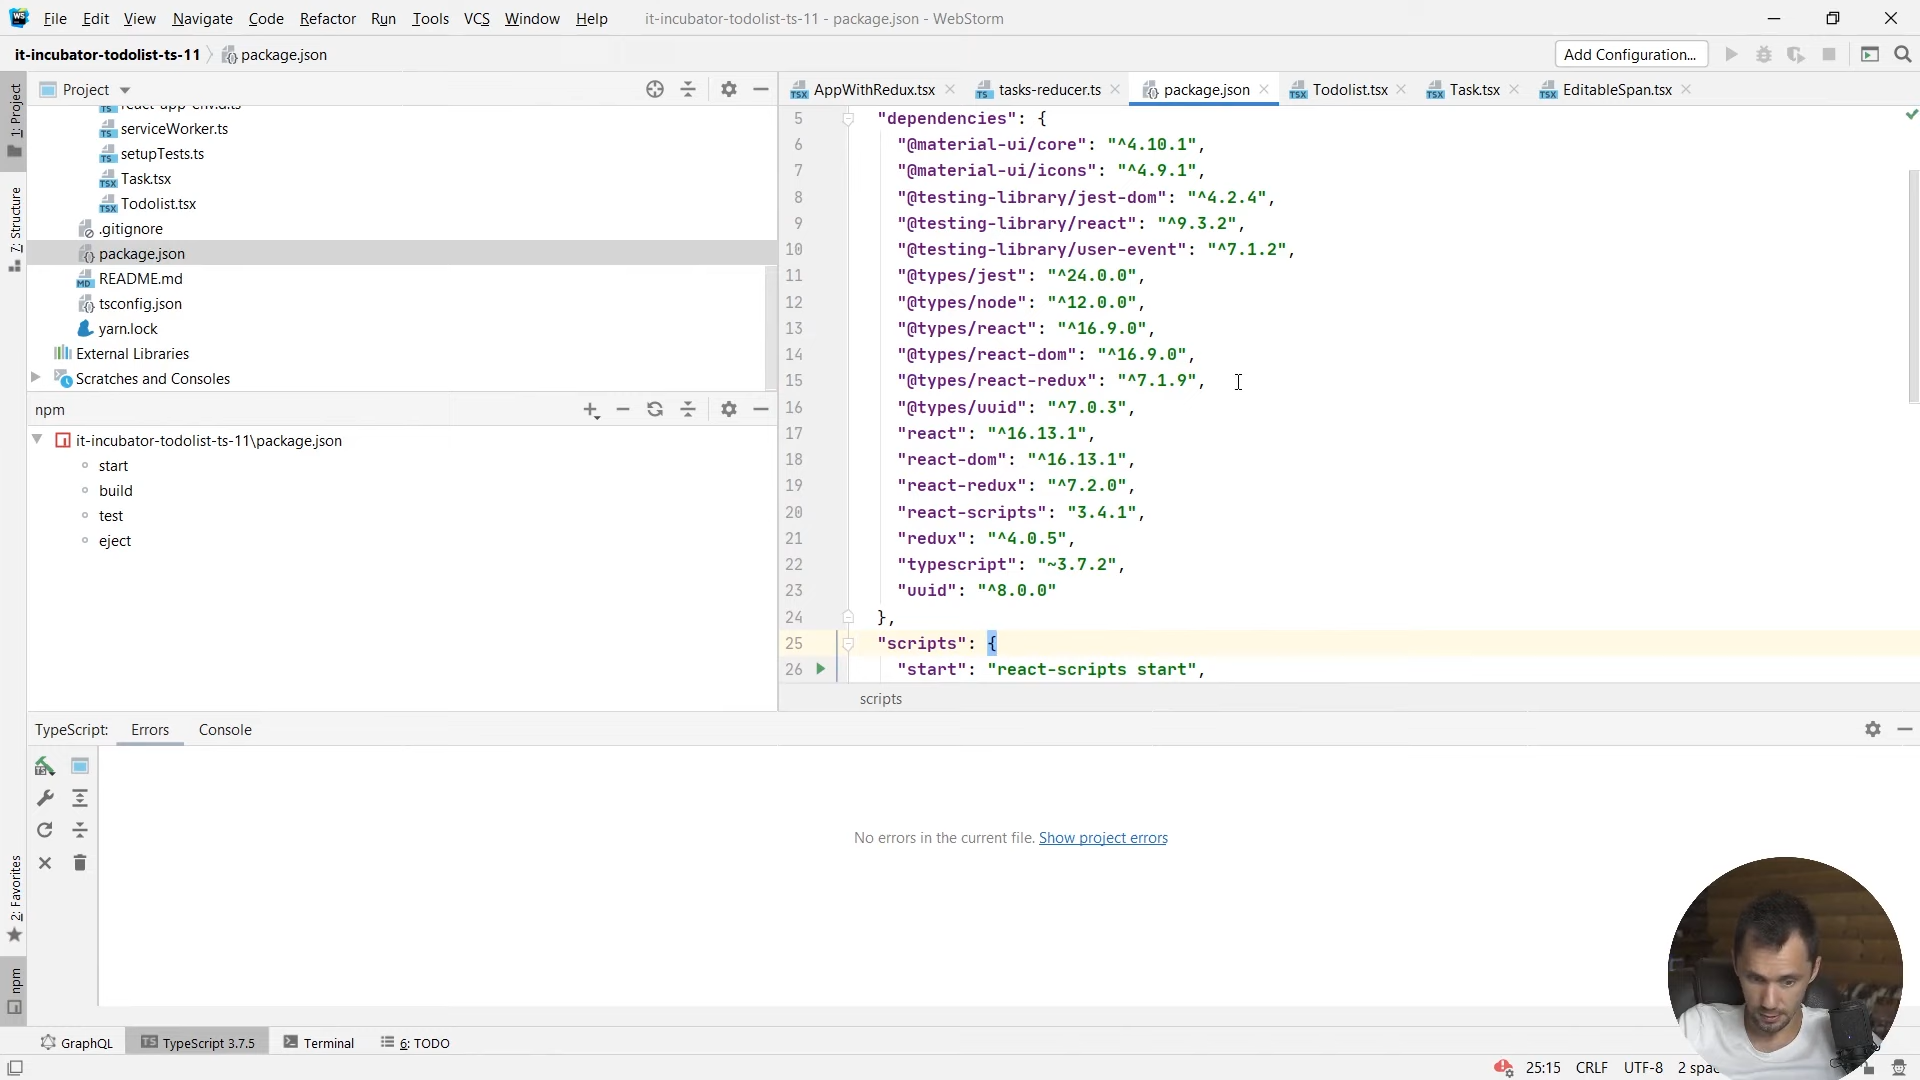 File Edit View Navigate Code Refactor Run Tools VCS Window Help it-incubator-todolist-ts-11 - package.json - WebStorm
it-incubator-todolist-ts-11 package.json Add Configuration...
1: Project
7: Structure
2: Favorites
npm
Project
serviceWorker.ts
setupTests.ts
Task.tsx
Todolist.tsx
.gitignore
package.json
README.md
tsconfig.json
yarn.lock
External Libraries
Scratches and Consoles
npm
it-incubator-todolist-ts-11\package.json
start
build
test
eject
AppWithRedux.tsx tasks-reducer.ts package.json Todolist.tsx Task.tsx EditableSpan.tsx
5 "dependencies": {
6 "@material-ui/core": "^4.10.1",
7 "@material-ui/icons": "^4.9.1",
8 "@testing-library/jest-dom": "^4.2.4",
9 "@testing-library/react": "^9.3.2",
10 "@testing-library/user-event": "^7.1.2",
11 "@types/jest": "^24.0.0",
12 "@types/node": "^12.0.0",
13 "@types/react": "^16.9.0",
14 "@types/react-dom": "^16.9.0",
15 "@types/react-redux": "^7.1.9",
16 "@types/uuid": "^7.0.3",
17 "react": "^16.13.1",
18 "react-dom": "^16.13.1",
19 "react-redux": "^7.2.0",
20 "react-scripts": "3.4.1",
21 "redux": "^4.0.5",
22 "typescript": "~3.7.2",
23 "uuid": "^8.0.0"
24 },
25 "scripts": {
26 "start": "react-scripts start",
scripts
TypeScript: Errors Console
No errors in the current file. Show project errors
GraphQL TypeScript 3.7.5 Terminal 6: TODO
25:15 CRLF UTF-8 2